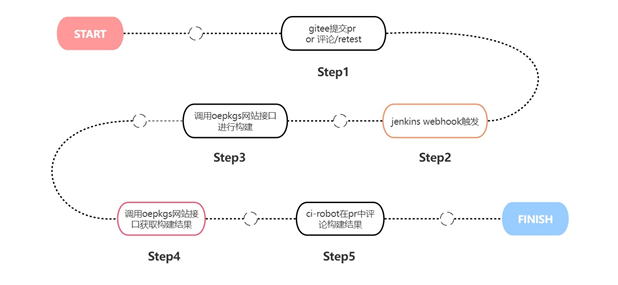 START
gitee提交pr
or 评论/retest
Step1
调用oepkgs网站接口
进行构建
jenkins webhook触发
Step3
Step2
调用oepkgs网站接
口获取构建结果
ci-robot在pr中评
论构建结果
FINISH
Step4
Step5